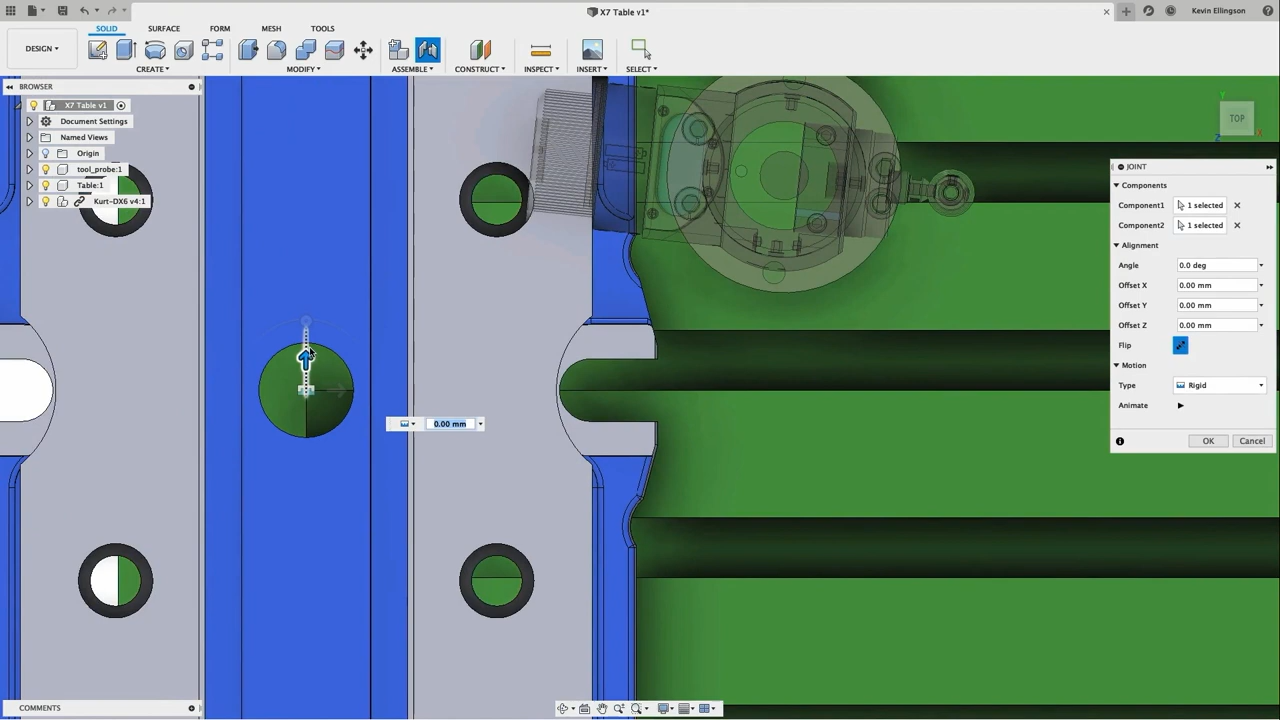 X7 Table v1*
Kevin Ellingson
DESIGN
SOLID
SURFACE
FORM
MESH
TOOLS
CREATE
MODIFY
ASSEMBLE
CONSTRUCT
INSPECT
INSERT
SELECT
BROWSER
X7 Table v1
Document Settings
Named Views
Origin
tool_probe:1
Table:1
Kurt-DX6 v4:1
TOP
Y
X
Z
JOINT
Components
Component1 1 selected
Component2 1 selected
Alignment
Angle 0.0 deg
Offset X 0.00 mm
Offset Y 0.00 mm
Offset Z 0.00 mm
Flip
Motion
Type Rigid
Animate
OK Cancel
0.00 mm
COMMENTS